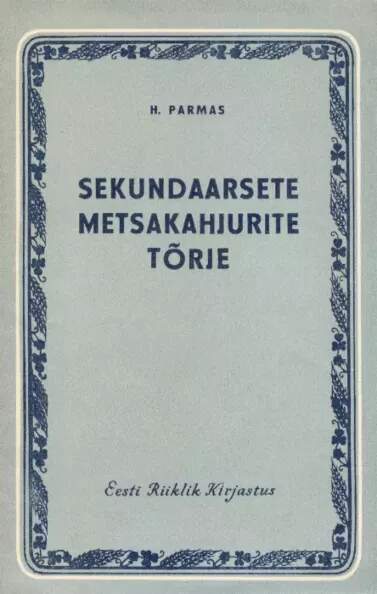 H. PARMAS
SEKUNDAARSETE
METSAKAHJURITE
TÕRJE
Eesti Riiklik Kirjastus